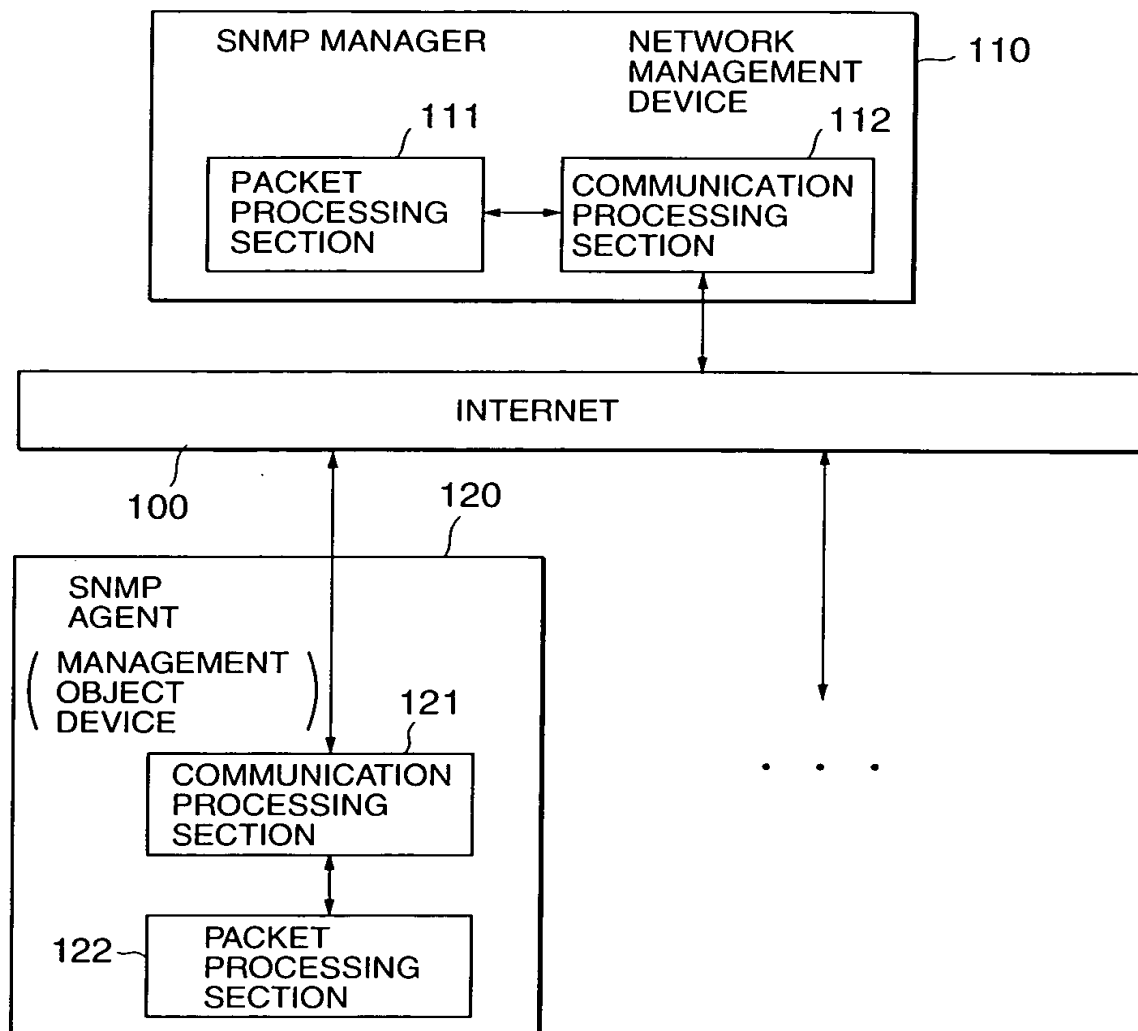 SNMP MANAGER
NETWORK
MANAGEMENT
DEVICE
110
111
112
PACKET
PROCESSING
SECTION
COMMUNICATION
PROCESSING
SECTION
INTERNET
100
120
SNMP
AGENT
( MANAGEMENT
OBJECT
DEVICE )
121
COMMUNICATION
PROCESSING
SECTION
. . .
122
PACKET
PROCESSING
SECTION